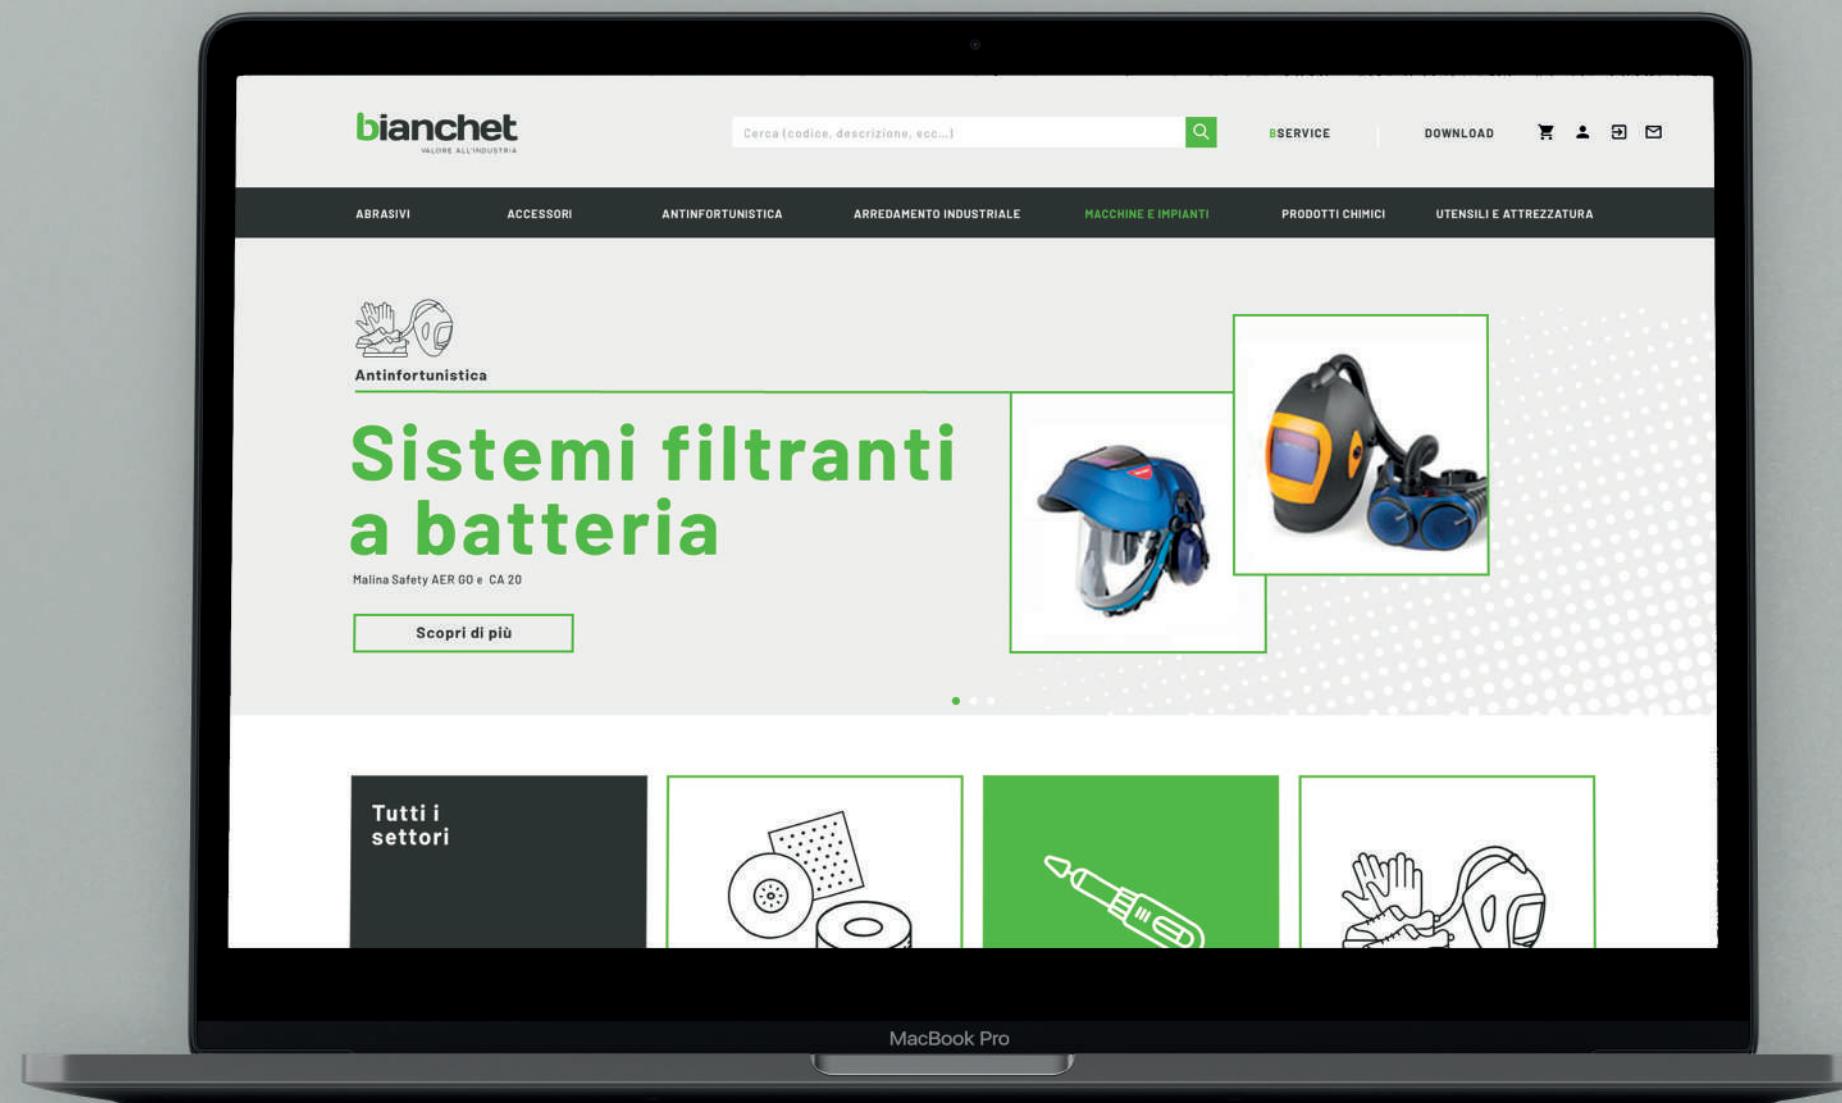 bianchet
VALORE ALL'INDUSTRIA
Cerca (codice, descrizione, ecc...)
BSERVICE
DOWNLOAD
ABRASIVI
ACCESSORI
ANTINFORTUNISTICA
ARREDAMENTO INDUSTRIALE
MACCHINE E IMPIANTI
PRODOTTI CHIMICI
UTENSILI E ATTREZZATURA
Antinfortunistica
Sistemi filtranti
a batteria
Malina Safety AER GO e CA 20
Scopri di più
Tutti i
settori
MacBook Pro